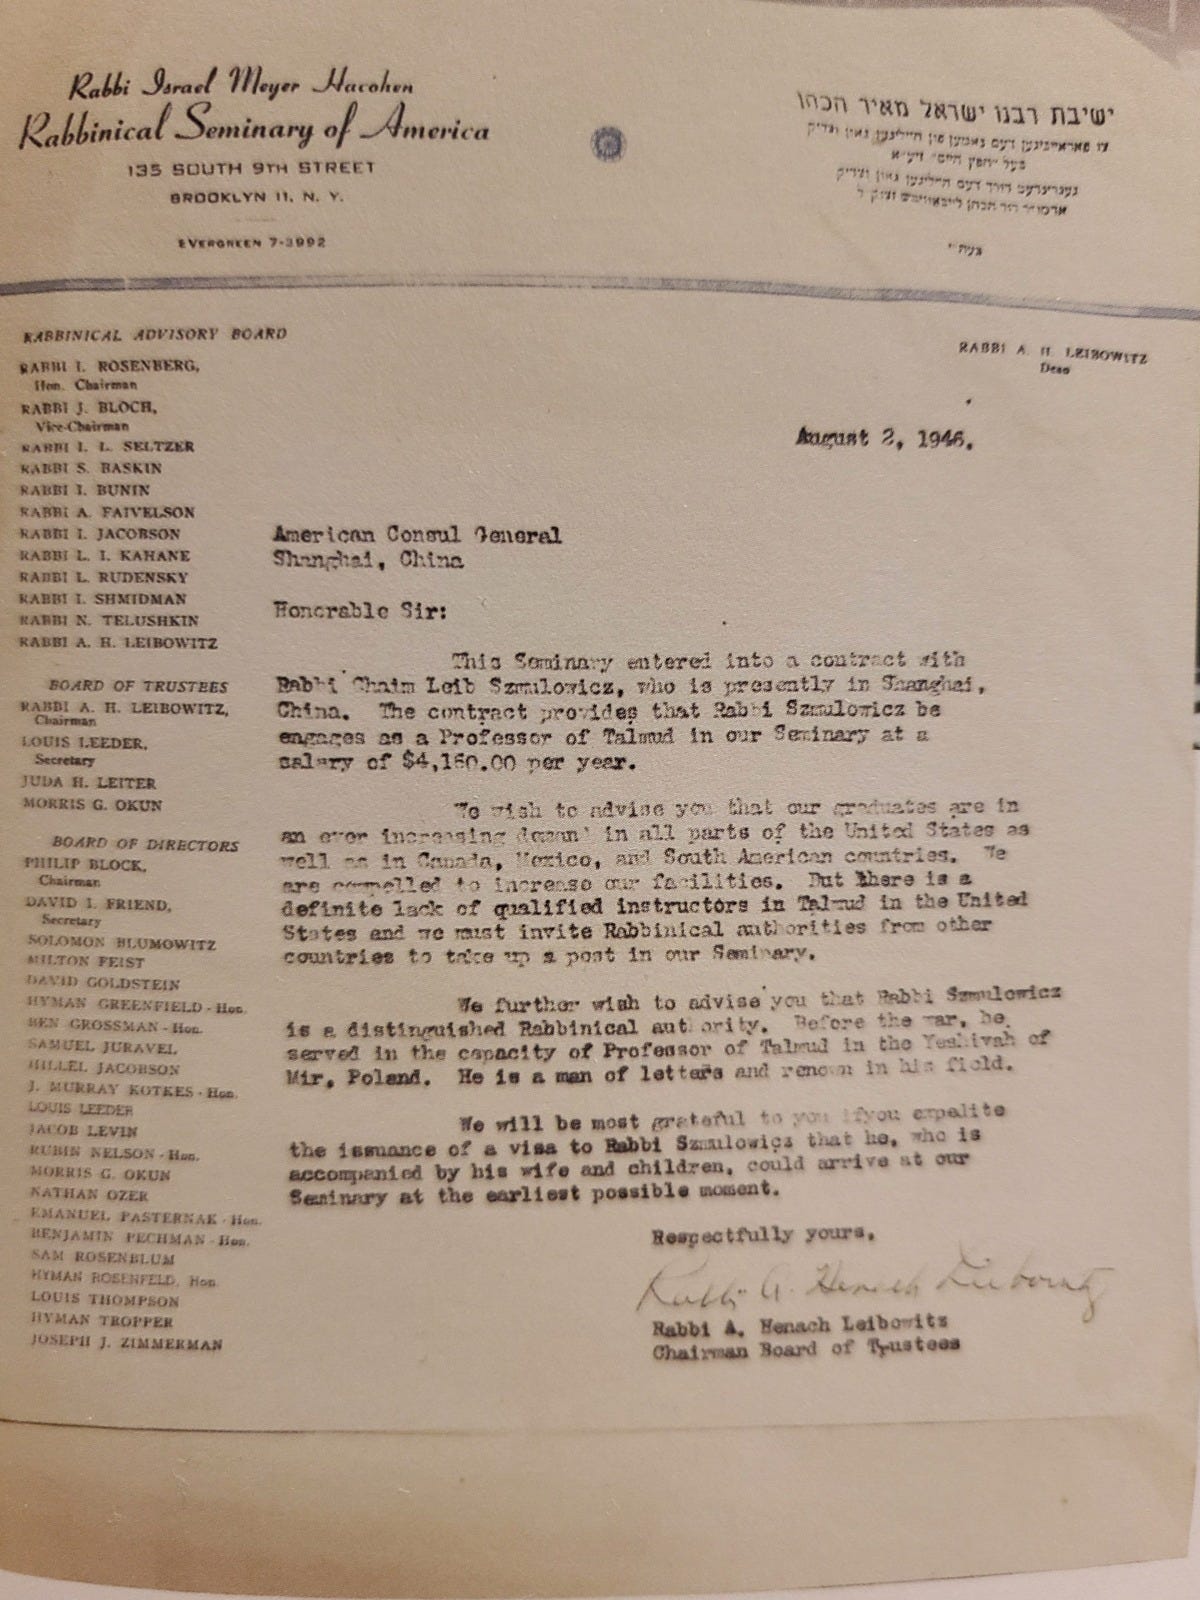 Rabbi Israel Meyer Hacohen
Rabbinical Seminary of America
135 SOUTH 9TH STREET
BROOKLYN 11, N. Y.
EVERGREEN 7-3992
ישיבת רבנו ישראל מאיר הכהן
RABBI A. H. LEIBOWITZ
Dean
RABBINICAL ADVISORY BOARD
RABBI I. ROSENBERG,
Hon. Chairman
RABBI J. BLOCH,
Vice-Chairman
RABBI I. L. SELTZER
RABBI S. BASKIN
RABBI I. BUNIN
RABBI A. FAIVELSON
RABBI I. JACOBSON
RABBI L. I. KAHANE
RABBI L. RUDENSKY
RABBI I. SHMIDMAN
RABBI N. TELUSHKIN
RABBI A. H. LEIBOWITZ
BOARD OF TRUSTEES
RABBI A. H. LEIBOWITZ,
Chairman
LOUIS LEEDER,
Secretary
JUDA H. LEITER
MORRIS G. OKUN
BOARD OF DIRECTORS
PHILIP BLOCK,
Chairman
DAVID I. FRIEND,
Secretary
SOLOMON BLUMOWITZ
MILTON FEIST
DAVID GOLDSTEIN
HYMAN GREENFIELD - Hon.
BEN GROSSMAN - Hon.
SAMUEL JURAVEL
HILLEL JACOBSON
J. MURRAY KOTKES - Hon.
LOUIS LEEDER
JACOB LEVIN
RUBIN NELSON - Hon.
MORRIS G. OKUN
NATHAN OZER
EMANUEL PASTERNAK - Hon.
BENJAMIN PECHMAN - Hon.
SAM ROSENBLUM
HYMAN ROSENFELD, Hon.
LOUIS THOMPSON
HYMAN TROPPER
JOSEPH J. ZIMMERMAN
August 2, 1946.
American Consul General
Shanghai, China
Honorable Sir:
This Seminary entered into a contract with
Rabbi Chaim Leib Szmulowicz, who is presently in Shanghai,
China. The contract provides that Rabbi Szmulowicz be
engages as a Professor of Talmud in our Seminary at a
salary of $4,160.00 per year.
We wish to advise you that our graduates are in
an ever increasing demand in all parts of the United States as
well as in Canada, Mexico, and South American countries. We
are compelled to increase our facilities. But there is a
definite lack of qualified instructors in Talmud in the United
States and we must invite Rabbinical authorities from other
countries to take up a post in our Seminary.
We further wish to advise you that Rabbi Szmulowicz
is a distinguished Rabbinical authority. Before the war, he
served in the capacity of Professor of Talmud in the Yeshivah of
Mir, Poland. He is a man of letters and renown in his field.
We will be most grateful to you ifyou expedite
the issuance of a visa to Rabbi Szmulowicz that he, who is
accompanied by his wife and children, could arrive at our
Seminary at the earliest possible moment.
Respectfully yours,
Rabbi A. Henach Leibowitz
Rabbi A. Henach Leibowitz
Chairman Board of Trustees